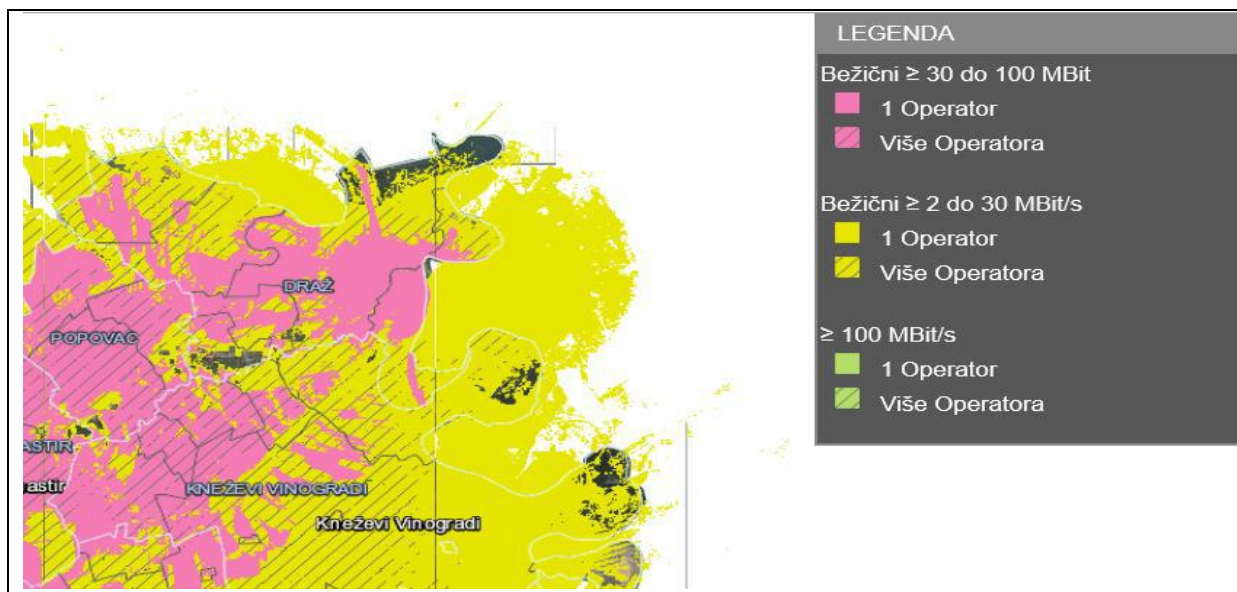 LEGENDA
Bežični ≥ 30 do 100 MBit
1 Operator
Više Operatora
Bežični ≥ 2 do 30 MBit/s
1 Operator
Više Operatora
≥ 100 MBit/s
1 Operator
Više Operatora
DRAŽ
POPOVAC
ASTIR
astir
KNEŽEVI VINOGRADI
Kneževi Vinogradi